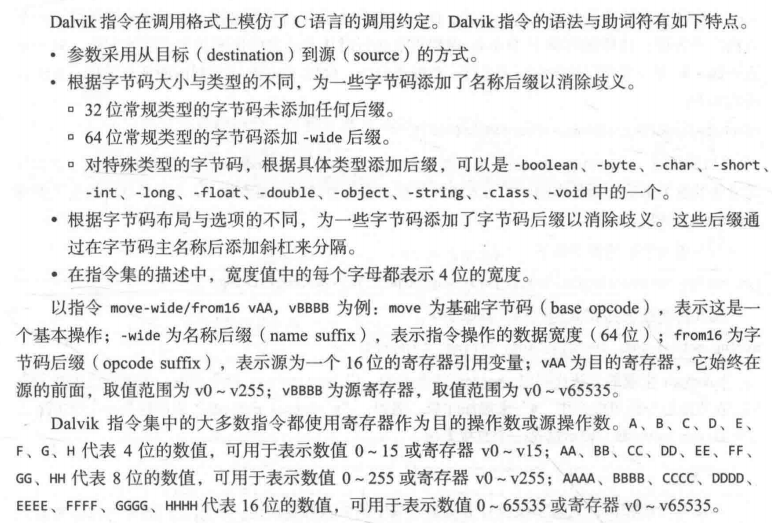 Dalvik 指令在调用格式上模仿了 C 语言的调用约定。Dalvik 指令的语法与助词符有如下特点。
• 参数采用从目标（destination）到源（source）的方式。
• 根据字节码大小与类型的不同，为一些字节码添加了名称后缀以消除歧义。
▫ 32 位常规类型的字节码未添加任何后缀。
▫ 64 位常规类型的字节码添加 -wide 后缀。
▫ 对特殊类型的字节码，根据具体类型添加后缀，可以是 -boolean、-byte、-char、-short、
-int、-long、-float、-double、-object、-string、-class、-void 中的一个。
• 根据字节码布局与选项的不同，为一些字节码添加了字节码后缀以消除歧义。这些后缀通
过在字节码主名称后添加斜杠来分隔。
• 在指令集的描述中，宽度值中的每个字母都表示 4 位的宽度。
以指令 move-wide/from16 vAA, vBBBB 为例：move 为基础字节码（base opcode），表示这是一
个基本操作；-wide 为名称后缀（name suffix），表示指令操作的数据宽度（64 位）；from16 为字
节码后缀（opcode suffix），表示源为一个 16 位的寄存器引用变量；vAA 为目的寄存器，它始终在
源的前面，取值范围为 v0～v255；vBBBB 为源寄存器，取值范围为 v0～v65535。
Dalvik 指令集中的大多数指令都使用寄存器作为目的操作数或源操作数。A、B、C、D、E、
F、G、H 代表 4 位的数值，可用于表示数值 0～15 或寄存器 v0～v15；AA、BB、CC、DD、EE、FF、
GG、HH 代表 8 位的数值，可用于表示数值 0～255 或寄存器 v0～v255；AAAA、BBBB、CCCC、DDDD、
EEEE、FFFF、GGGG、HHHH 代表 16 位的数值，可用于表示数值 0～65535 或寄存器 v0～v65535。